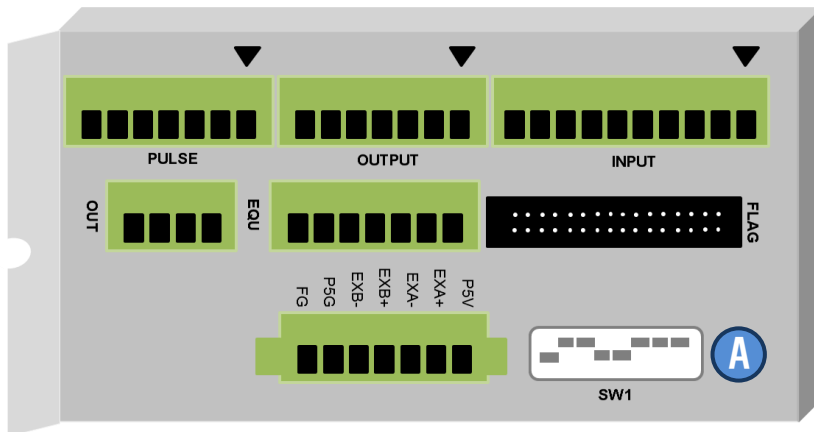 PULSE
OUTPUT
INPUT
OUT
EQU
FLAG
FG
P5G
EXB-
EXB+
EXA-
EXA+
P5V
A
SW1